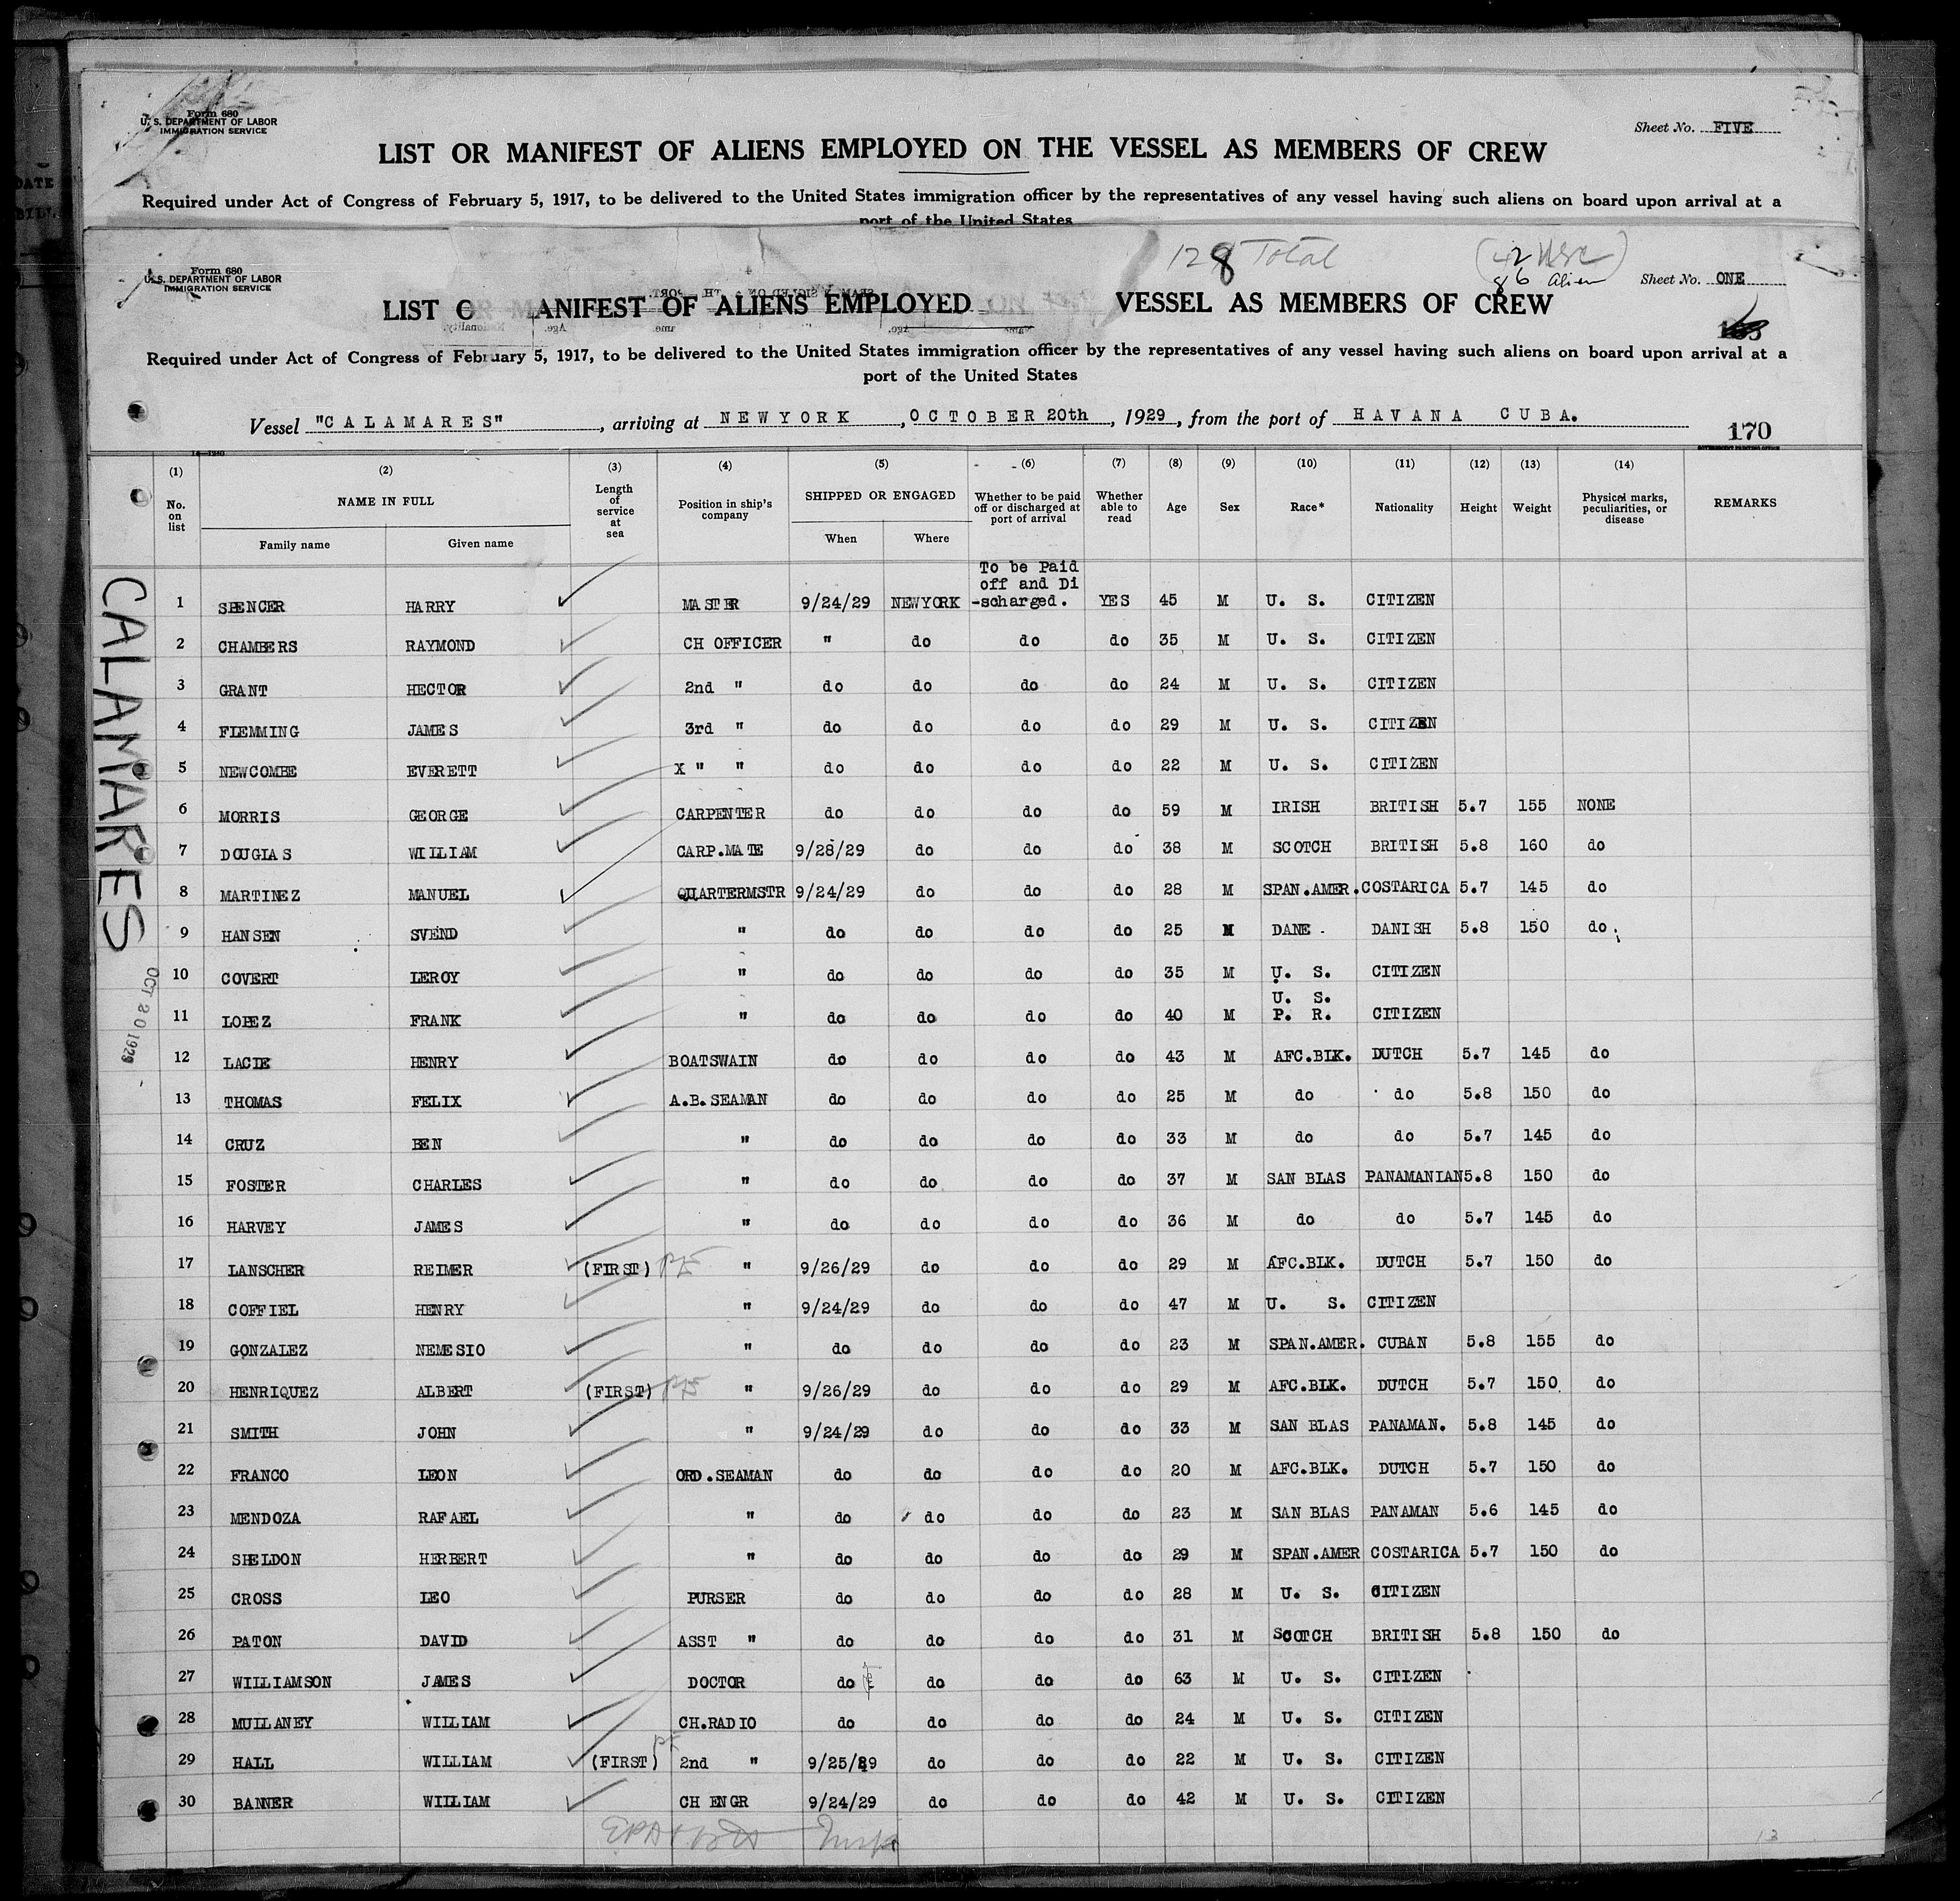 Form 680
U. S. DEPARTMENT OF LABOR
IMMIGRATION SERVICE
Sheet No. FIVE
LIST OR MANIFEST OF ALIENS EMPLOYED ON THE VESSEL AS MEMBERS OF CREW
Required under Act of Congress of February 5, 1917, to be delivered to the United States immigration officer by the representatives of any vessel having such aliens on board upon arrival at a
port of the United States
128 Total
86 Alien
Form 680
U. S. DEPARTMENT OF LABOR
IMMIGRATION SERVICE
Sheet No. ONE
LIST O MANIFEST OF ALIENS EMPLOYED VESSEL AS MEMBERS OF CREW
Required under Act of Congress of February 5, 1917, to be delivered to the United States immigration officer by the representatives of any vessel having such aliens on board upon arrival at a
port of the United States
Vessel "CALAMARES", arriving at NEWYORK, OCTOBER 20th, 1929, from the port of HAVANA CUBA.
170
(1) (2) (3) (4) (5) (6) (7) (8) (9) (10) (11) (12) (13) (14)
No. on list NAME IN FULL Family name Given name Length of service at sea Position in ship's company SHIPPED OR ENGAGED When Where Whether to be paid off or discharged at port of arrival Whether able to read Age Sex Race* Nationality Height Weight Physical marks, peculiarities, or disease REMARKS
CALAMARES
OCT 20 1929
To be Paid
off and Di
1 SPENCER HARRY MASTER 9/24/29 NEWYORK -scharged. YES 45 M U. S. CITIZEN
2 CHAMBERS RAYMOND CH OFFICER " do do do 35 M U. S. CITIZEN
3 GRANT HECTOR 2nd " do do do do 24 M U. S. CITIZEN
4 FLEMMING JAMES 3rd " do do do do 29 M U. S. CITIZEN
5 NEWCOMBE EVERETT X " " do do do do 22 M U. S. CITIZEN
6 MORRIS GEORGE CARPENTER do do do do 59 M IRISH BRITISH 5.7 155 NONE
7 DOUGLAS WILLIAM CARP.MATE 9/28/29 do do do 38 M SCOTCH BRITISH 5.8 160 do
8 MARTINEZ MANUEL QUARTERMSTR 9/24/29 do do do 28 M SPAN.AMER. COSTARICA 5.7 145 do
9 HANSEN SVEND " do do do do 25 M DANE DANISH 5.8 150 do
10 COVERT LEROY " do do do do 35 M U. S. CITIZEN
U. S.
11 LOPEZ FRANK " do do do do 40 M P. R. CITIZEN
12 LACLE HENRY BOATSWAIN do do do do 43 M AFC.BLK. DUTCH 5.7 145 do
13 THOMAS FELIX A.B.SEAMAN do do do do 25 M do do 5.8 150 do
14 CRUZ BEN " do do do do 33 M do do 5.7 145 do
15 FOSTER CHARLES " do do do do 37 M SAN BLAS PANAMANIAN 5.8 150 do
16 HARVEY JAMES " do do do do 36 M do do 5.7 145 do
17 LANSCHER REIMER (FIRST) " 9/26/29 do do do 29 M AFC.BLK. DUTCH 5.7 150 do
18 COFFIEL HENRY " 9/24/29 do do do 47 M U. S. CITIZEN
19 GONZALEZ NEMESIO " do do do do 23 M SPAN.AMER. CUBAN 5.8 155 do
20 HENRIQUEZ ALBERT (FIRST) " 9/26/29 do do do 29 M AFC.BLK. DUTCH 5.7 150 do
21 SMITH JOHN " 9/24/29 do do do 33 M SAN BLAS PANAMAN. 5.8 145 do
22 FRANCO LEON ORD.SEAMAN do do do do 20 M AFC.BLK. DUTCH 5.7 150 do
23 MENDOZA RAFAEL " do do do do 23 M SAN BLAS PANAMAN 5.6 145 do
24 SHELDON HERBERT " do do do do 29 M SPAN.AMER COSTARICA 5.7 150 do
25 CROSS LEO PURSER do do do do 28 M U. S. CITIZEN
26 PATON DAVID ASST " do do do do 31 M SCOTCH BRITISH 5.8 150 do
27 WILLIAMSON JAMES DOCTOR do do do do 63 M U. S. CITIZEN
28 MULLANEY WILLIAM CH.RADIO do do do do 24 M U. S. CITIZEN
29 HALL WILLIAM (FIRST) 2nd " 9/25/29 do do do 22 M U. S. CITIZEN
30 BANNER WILLIAM CH ENGR 9/24/29 do do do 42 M U. S. CITIZEN
13